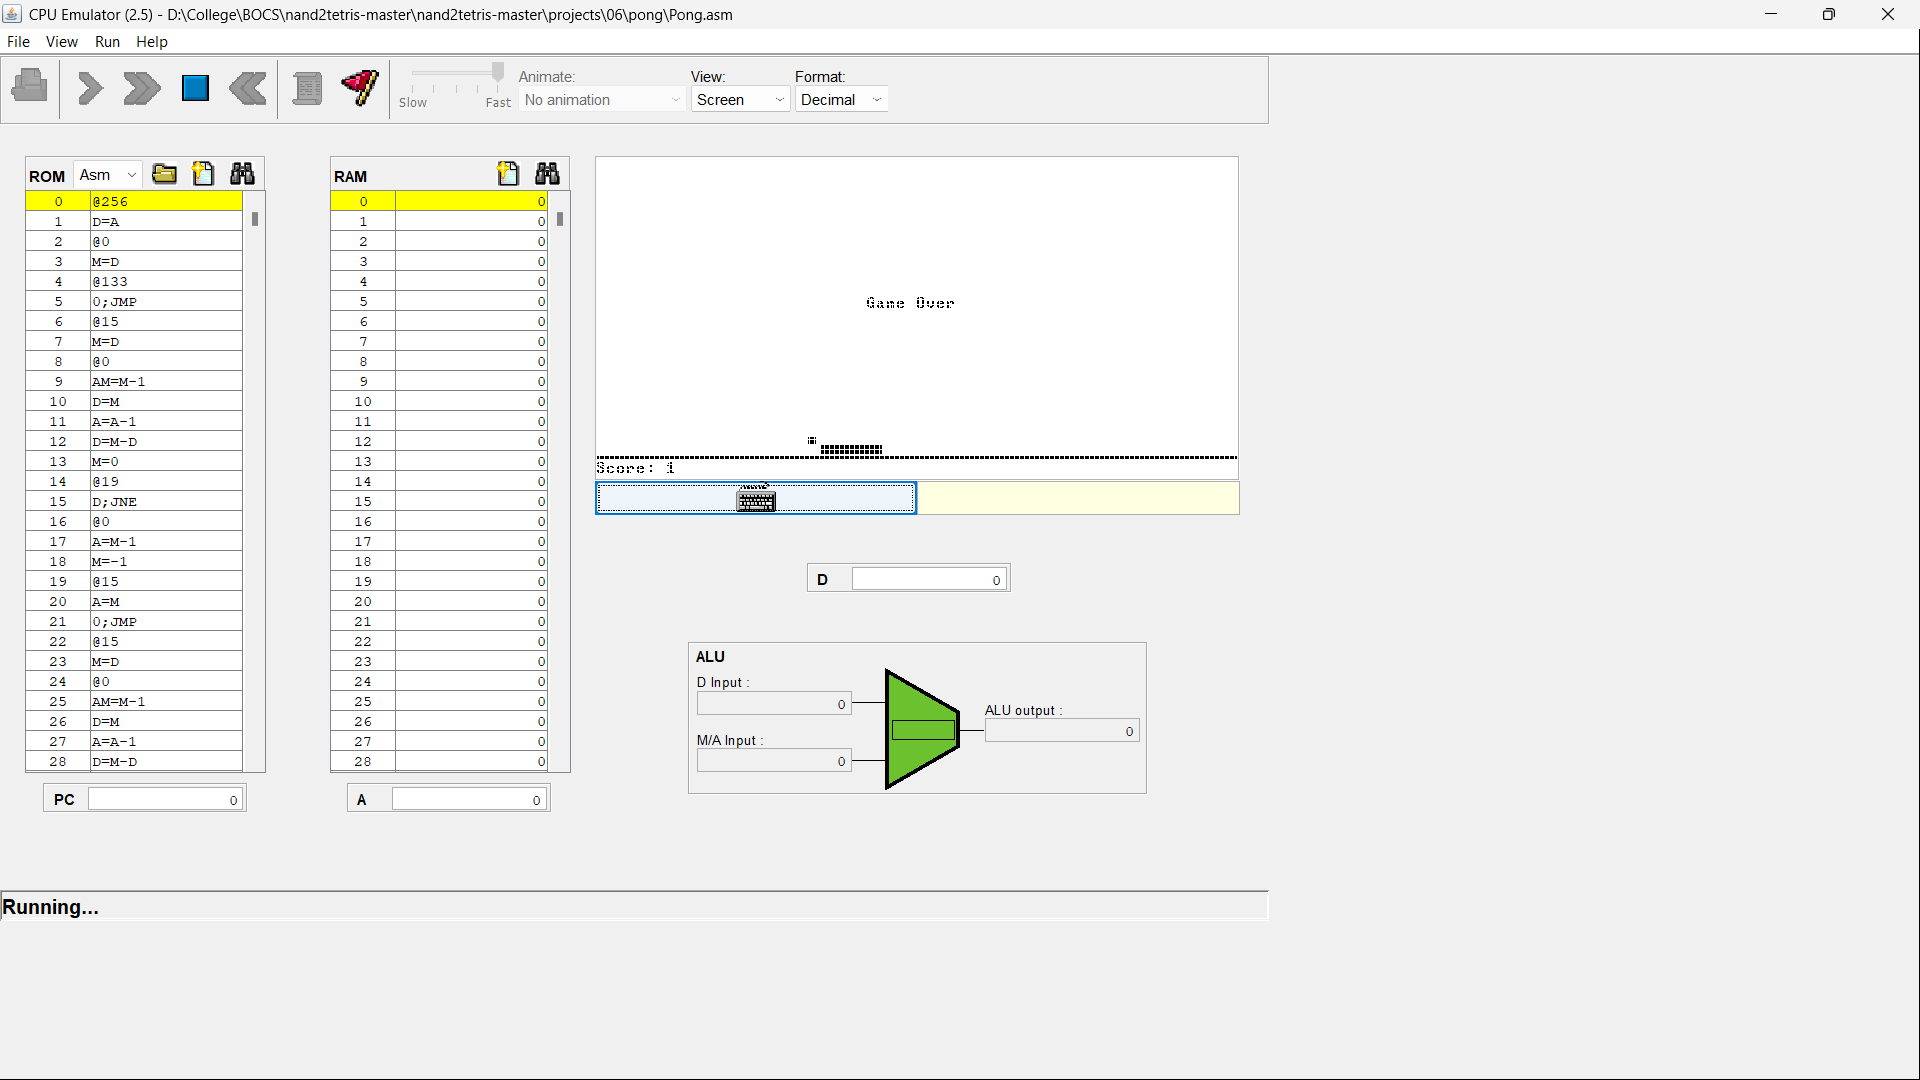 CPU Emulator (2.5) - D:\College\BOCS\nand2tetris-master\nand2tetris-master\projects\06\pong\Pong.asm
File View Run Help
Slow Fast
Animate:
No animation
View:
Screen
Format:
Decimal
ROM Asm
0 @256
1 D=A
2 @0
3 M=D
4 @133
5 0;JMP
6 @15
7 M=D
8 @0
9 AM=M-1
10 D=M
11 A=A-1
12 D=M-D
13 M=0
14 @19
15 D;JNE
16 @0
17 A=M-1
18 M=-1
19 @15
20 A=M
21 0;JMP
22 @15
23 M=D
24 @0
25 AM=M-1
26 D=M
27 A=A-1
28 D=M-D
PC 0
RAM
0 0
1 0
2 0
3 0
4 0
5 0
6 0
7 0
8 0
9 0
10 0
11 0
12 0
13 0
14 0
15 0
16 0
17 0
18 0
19 0
20 0
21 0
22 0
23 0
24 0
25 0
26 0
27 0
28 0
A 0
Game Over
Score: 1
D 0
ALU
D Input :
0
M/A Input :
0
ALU output :
0
Running...